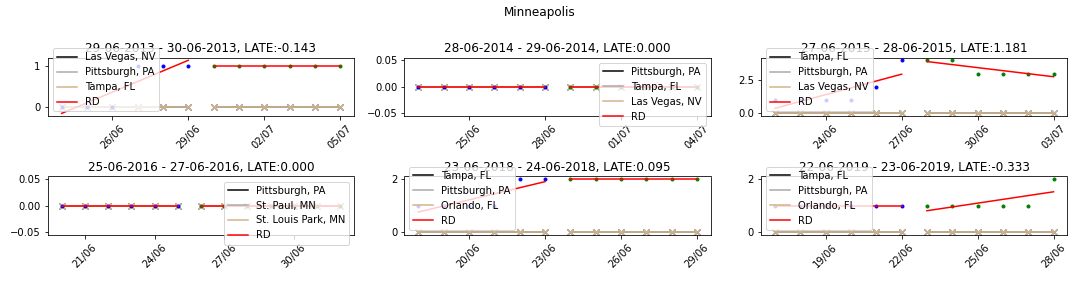 Minneapolis
29-06-2013 - 30-06-2013, LATE:-0.143
1
0
Las Vegas, NV
Pittsburgh, PA
Tampa, FL
RD
26/06
29/06
02/07
05/07
28-06-2014 - 29-06-2014, LATE:0.000
0.05
0.00
−0.05
Pittsburgh, PA
Tampa, FL
Las Vegas, NV
RD
25/06
28/06
01/07
04/07
27-06-2015 - 28-06-2015, LATE:1.181
2.5
0.0
Tampa, FL
Pittsburgh, PA
Las Vegas, NV
RD
24/06
27/06
30/06
03/07
25-06-2016 - 27-06-2016, LATE:0.000
0.05
0.00
−0.05
Pittsburgh, PA
St. Paul, MN
St. Louis Park, MN
RD
21/06
24/06
27/06
30/06
23-06-2018 - 24-06-2018, LATE:0.095
2
0
Tampa, FL
Pittsburgh, PA
Orlando, FL
RD
20/06
23/06
26/06
29/06
22-06-2019 - 23-06-2019, LATE:-0.333
2
0
Tampa, FL
Pittsburgh, PA
Orlando, FL
RD
19/06
22/06
25/06
28/06